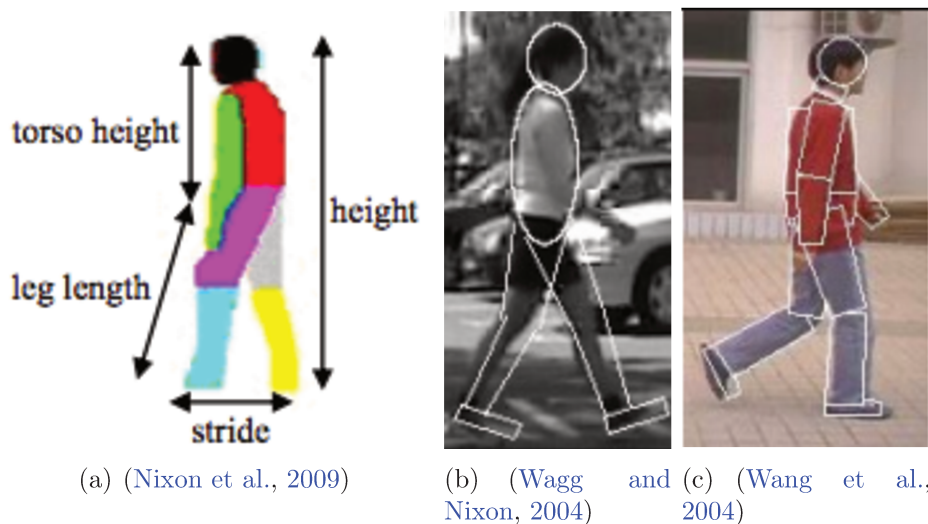 torso height
height
leg length
stride
(a) (Nixon et al., 2009)
(b) (Wagg and
Nixon, 2004)
(c) (Wang et al.,
2004)